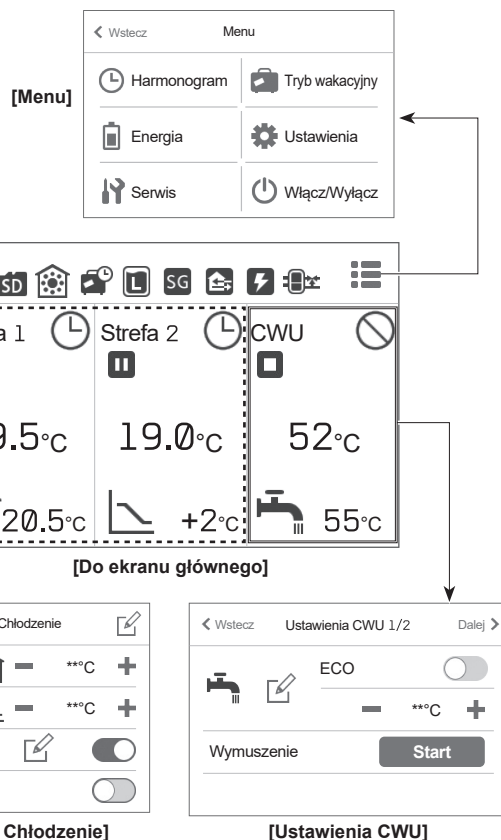 Wstecz Menu
[Menu]
Harmonogram Tryb wakacyjny
Energia Ustawienia
Serwis Włącz/Wyłącz
SD L SG
1 Strefa 2 CWU
.5°C 19.0°C 52°C
20.5°C +2°C 55°C
[Do ekranu głównego]
Chłodzenie
**°C
**°C
Chłodzenie]
Wstecz Ustawienia CWU 1/2 Dalej
ECO
**°C
Wymuszenie Start
[Ustawienia CWU]